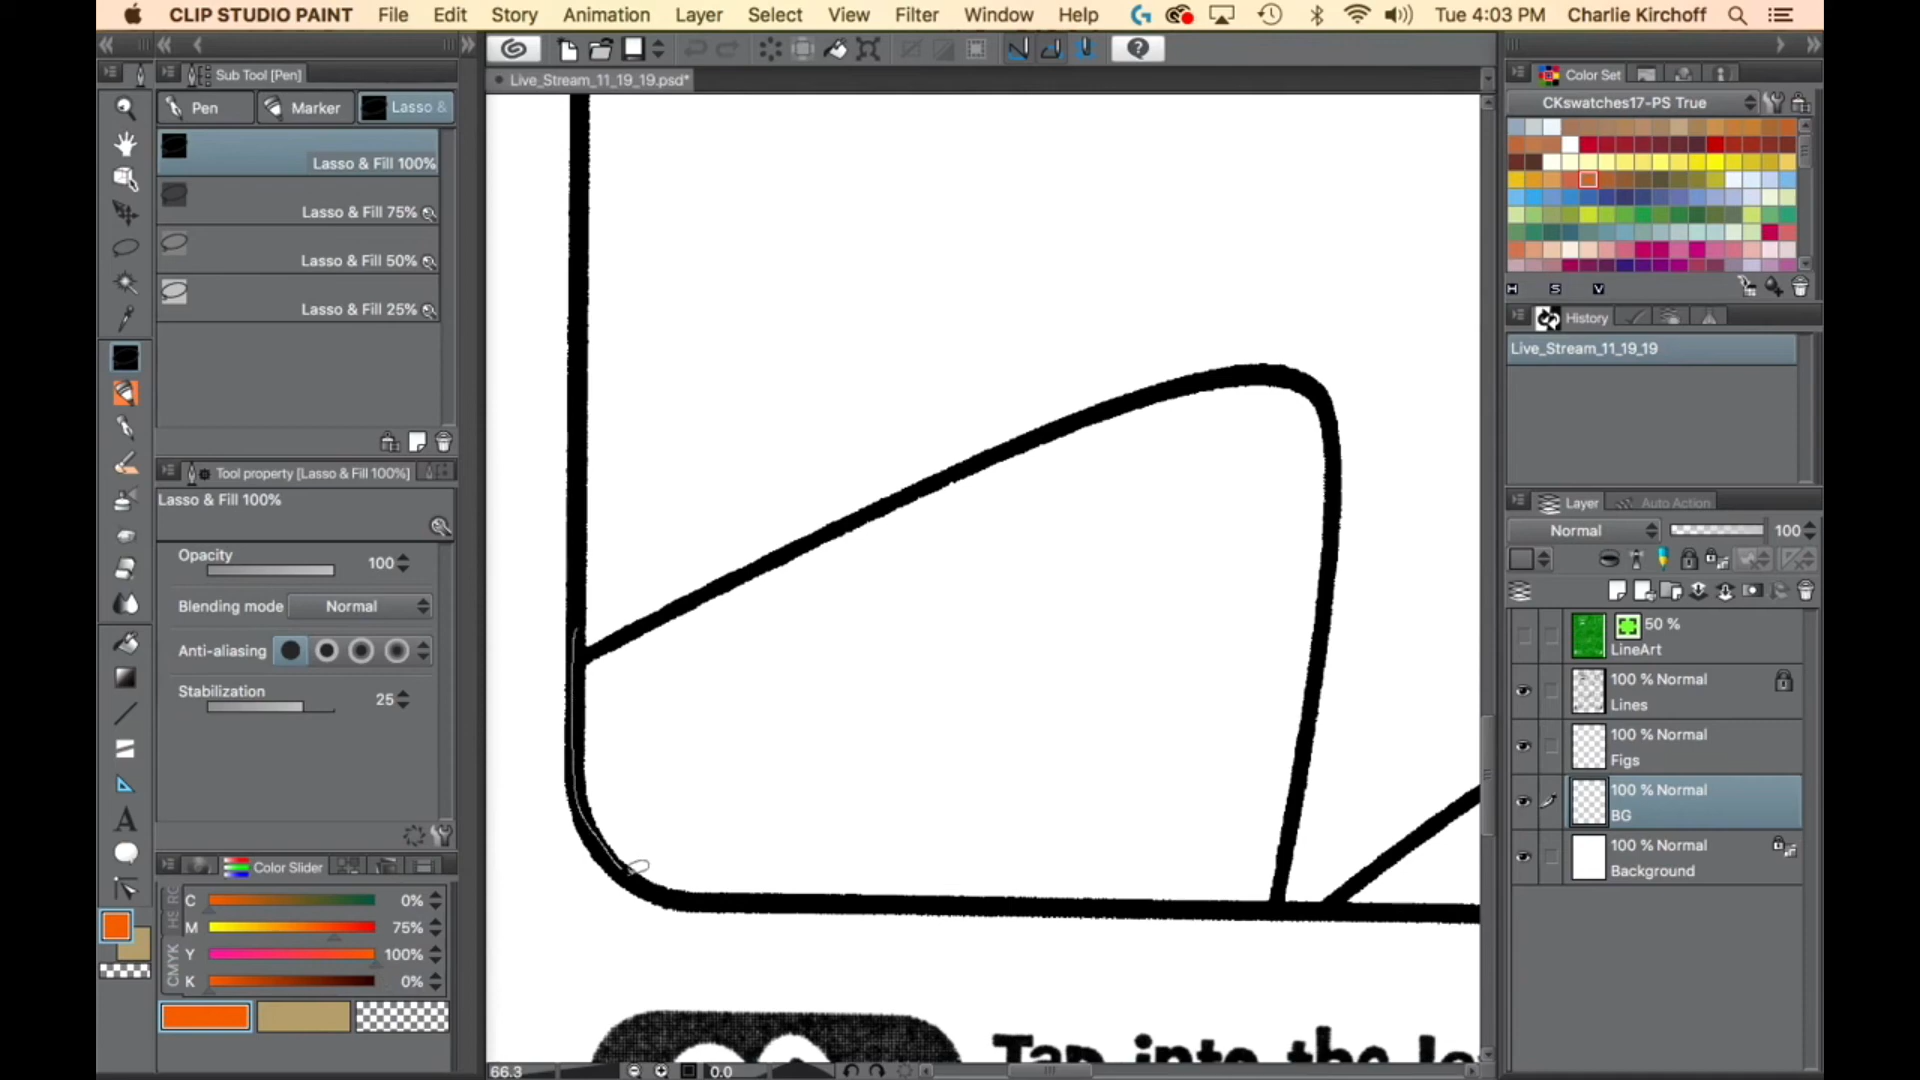 CLIP STUDIO PAINT File Edit Story Animation Layer Select View Filter Window Help Tue 4:03 PM Charlie Kirchoff
Sub Tool [Pen]
Pen Marker Lasso &
Lasso & Fill 100%
Lasso & Fill 75%
Lasso & Fill 50%
Lasso & Fill 25%
Tool property [Lasso & Fill 100%]
Lasso & Fill 100%
Opacity 100
Blending mode Normal
Anti-aliasing
Stabilization 25
Color Slider
C 0%
M 75%
Y 100%
K 0%
CMYK
Live_Stream_11_19_19.psd*
Tap into the
66.3 0.0
Color Set
CKswatches17-PS True
H S V
History
Live_Stream_11_19_19
Layer Auto Action
Normal 100
50 %
LineArt
100 % Normal
Lines
100 % Normal
Figs
100 % Normal
BG
100 % Normal
Background